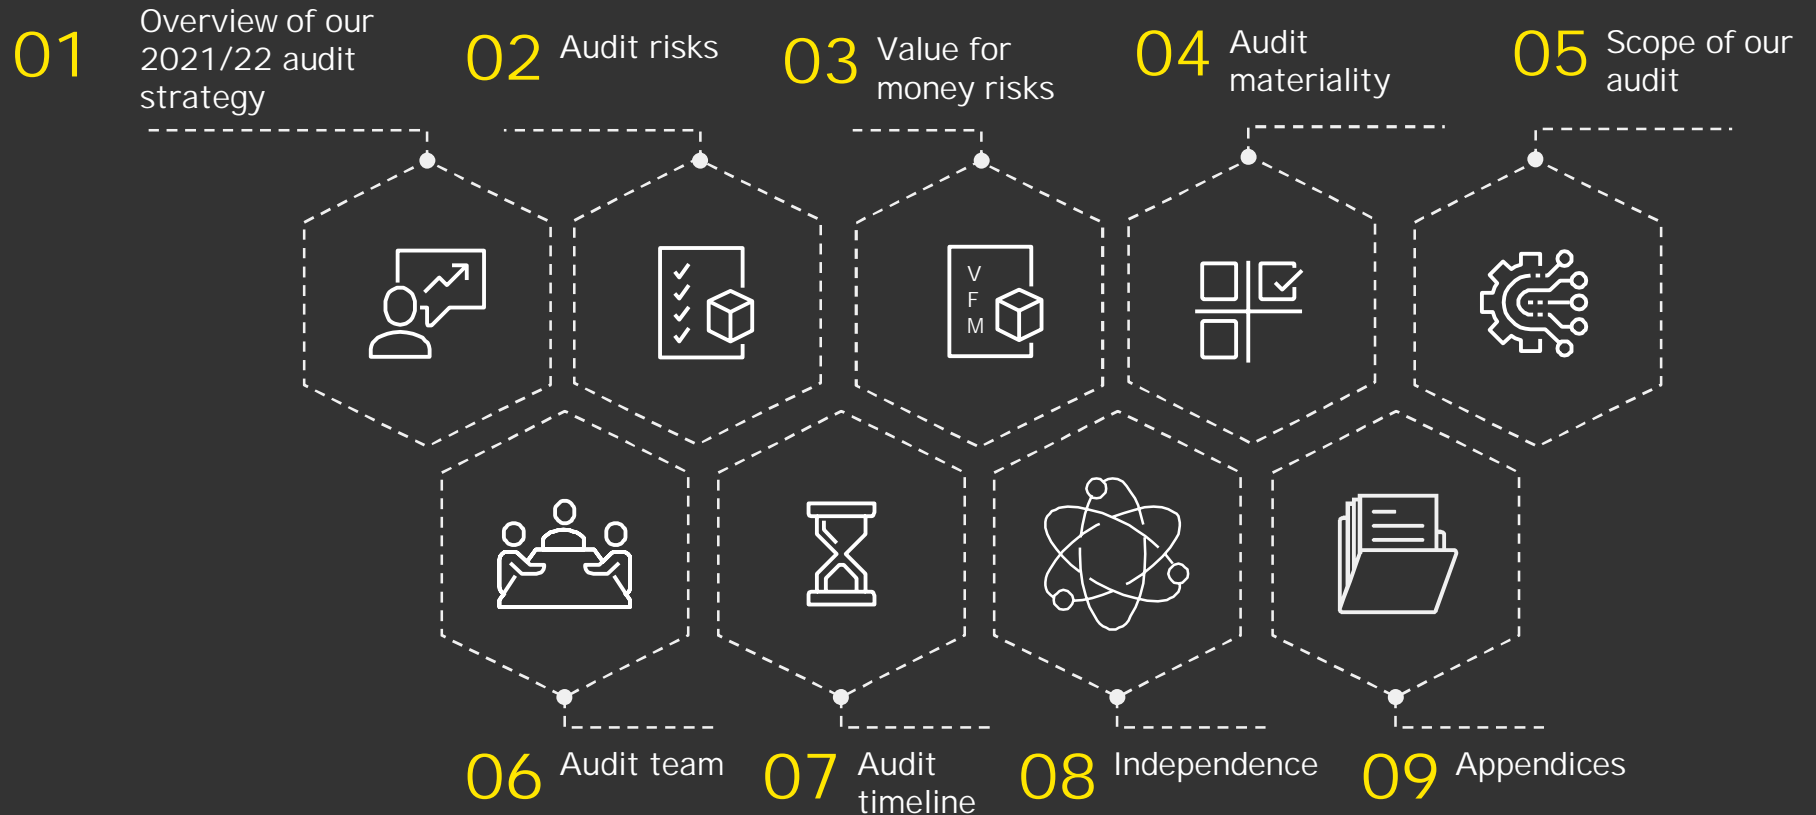 01
Overview of our
2021/22 audit
strategy
02
Audit risks
03
Value for
money risks
04
Audit
materiality
05
Scope of our
audit
V
F
M
06
Audit team
07
Audit
timeline
08
Independence
09
Appendices